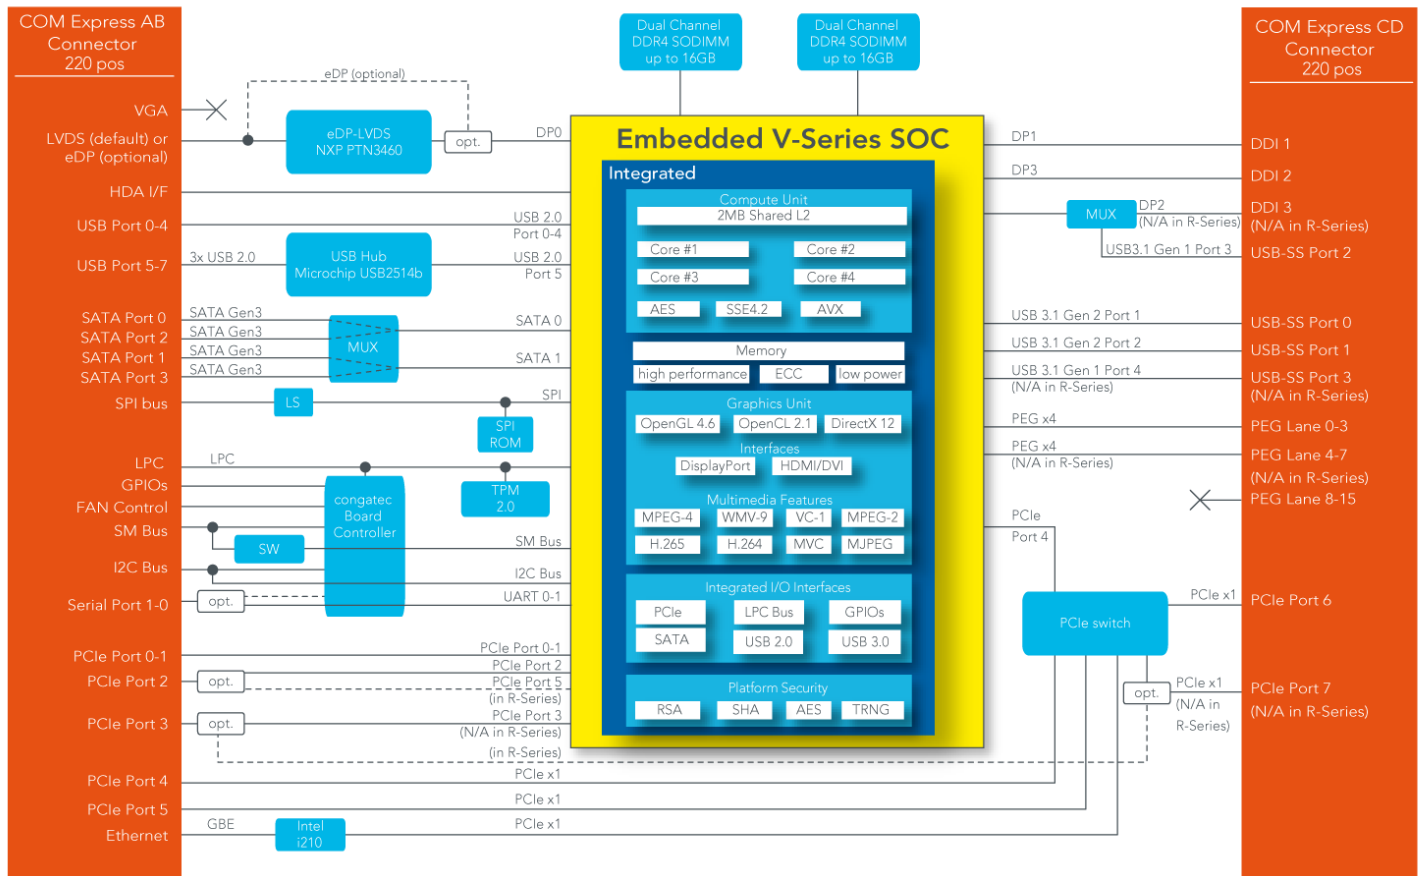 COM Express AB
Connector
220 pos
VGA
LVDS (default) or
eDP (optional)
HDA I/F
USB Port 0-4
USB Port 5-7
SATA Port 0
SATA Port 2
SATA Port 1
SATA Port 3
SPI bus
LPC
GPIOs
FAN Control
SM Bus
I2C Bus
Serial Port 1-0
PCIe Port 0-1
PCIe Port 2
PCIe Port 3
PCIe Port 4
PCIe Port 5
Ethernet
eDP (optional)
eDP-LVDS
NXP PTN3460
opt.
DP0
USB 2.0
Port 0-4
3x USB 2.0
USB Hub
Microchip USB2514b
USB 2.0
Port 5
SATA Gen3
SATA Gen3
SATA Gen3
SATA Gen3
MUX
SATA 0
SATA 1
LS
SPI
SPI
ROM
LPC
TPM
2.0
congatec
Board
Controller
SW
SM Bus
I2C Bus
opt.
UART 0-1
PCIe Port 0-1
PCIe Port 2
opt.
PCIe Port 5
(in R-Series)
opt.
PCIe Port 3
(N/A in R-Series)
(in R-Series)
PCIe x1
PCIe x1
GBE
Intel
i210
PCIe x1
Dual Channel
DDR4 SODIMM
up to 16GB
Dual Channel
DDR4 SODIMM
up to 16GB
Embedded V-Series SOC
Integrated
Compute Unit
2MB Shared L2
Core #1
Core #2
Core #3
Core #4
AES
SSE4.2
AVX
Memory
high performance
ECC
low power
Graphics Unit
OpenGL 4.6
OpenCL 2.1
DirectX 12
Interfaces
DisplayPort
HDMI/DVI
Multimedia Features
MPEG-4
WMV-9
VC-1
MPEG-2
H.265
H.264
MVC
MJPEG
Integrated I/O Interfaces
PCIe
LPC Bus
GPIOs
SATA
USB 2.0
USB 3.0
Platform Security
RSA
SHA
AES
TRNG
DP1
DP3
MUX
DP2
(N/A in R-Series)
USB3.1 Gen 1 Port 3
USB 3.1 Gen 2 Port 1
USB 3.1 Gen 2 Port 2
USB 3.1 Gen 1 Port 4
(N/A in R-Series)
PEG x4
PEG x4
(N/A in R-Series)
PCIe
Port 4
PCIe switch
PCIe x1
opt.
PCIe x1
(N/A in
R-Series)
COM Express CD
Connector
220 pos
DDI 1
DDI 2
DDI 3
(N/A in R-Series)
USB-SS Port 2
USB-SS Port 0
USB-SS Port 1
USB-SS Port 3
(N/A in R-Series)
PEG Lane 0-3
PEG Lane 4-7
(N/A in R-Series)
PEG Lane 8-15
PCIe Port 6
PCIe Port 7
(N/A in R-Series)